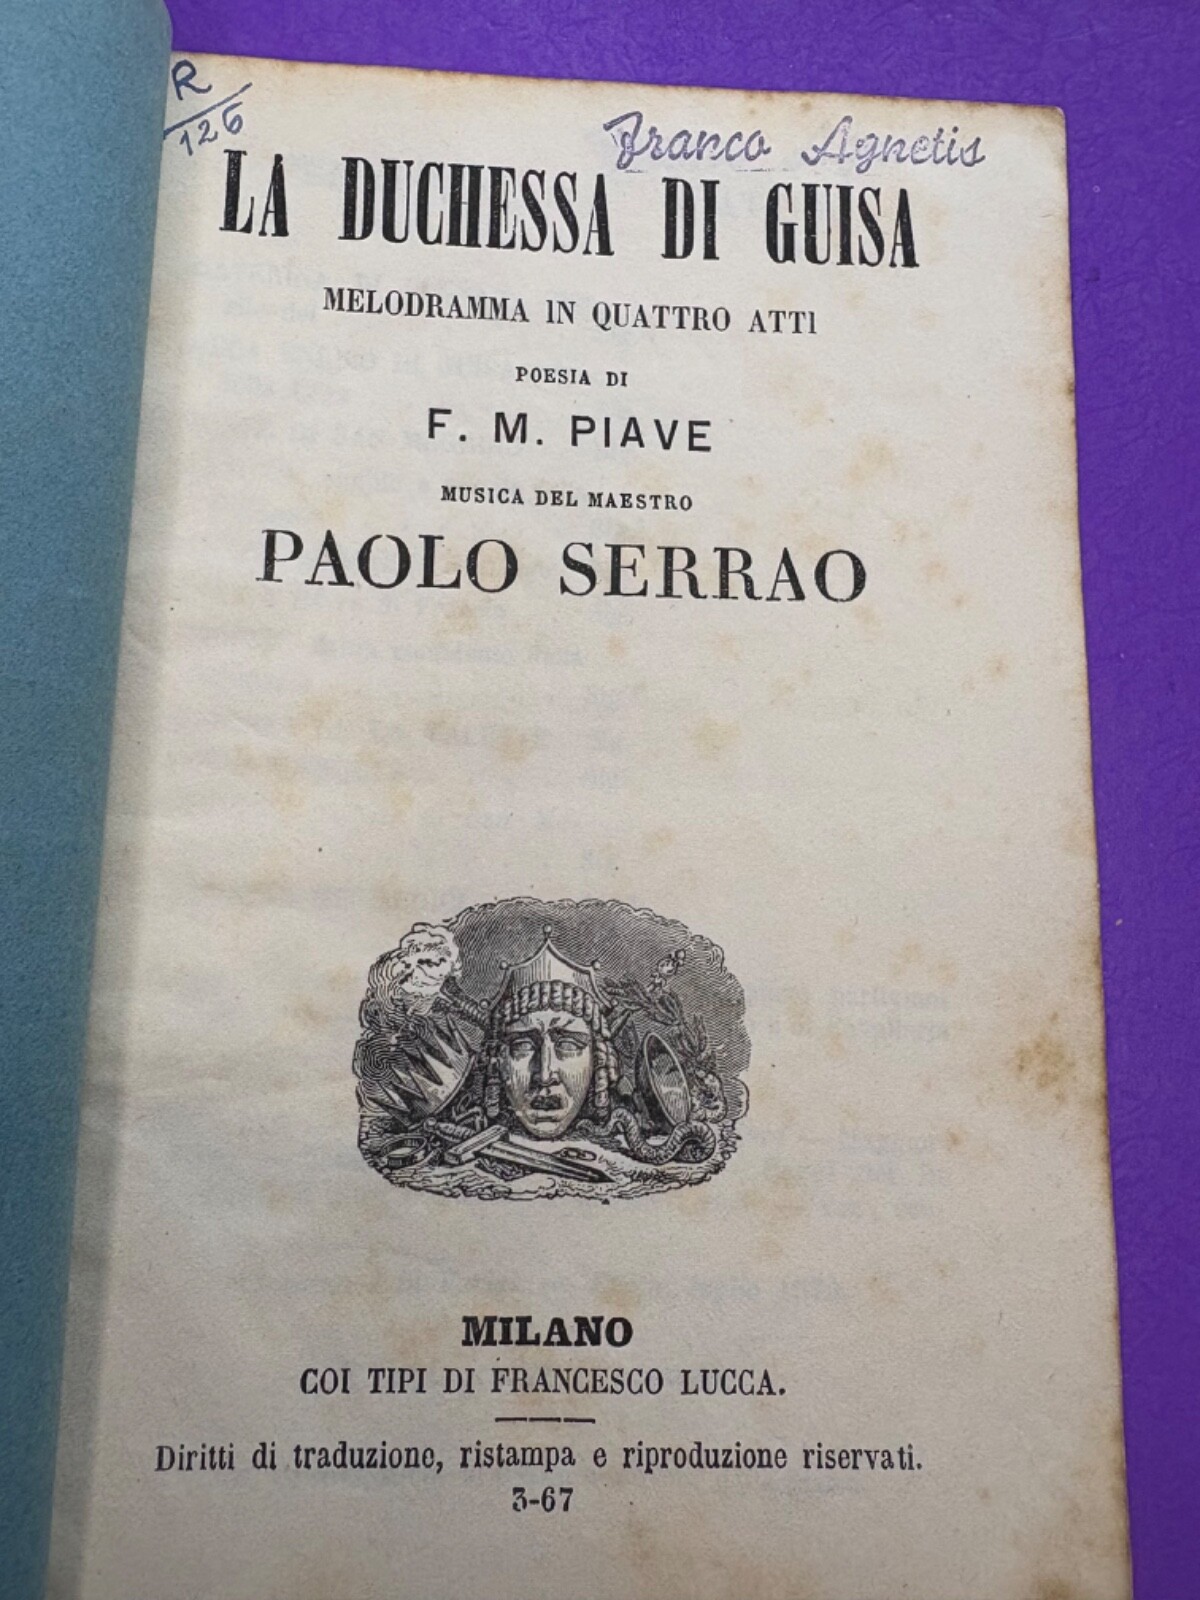 R
126
Franco Agnetis
LA DUCHESSA DI GUISA
MELODRAMMA IN QUATTRO ATTI
POESIA DI
F. M. PIAVE
MUSICA DEL MAESTRO
PAOLO SERRAO
MILANO
COI TIPI DI FRANCESCO LUCCA.
Diritti di traduzione, ristampa e riproduzione riservati.
3-67